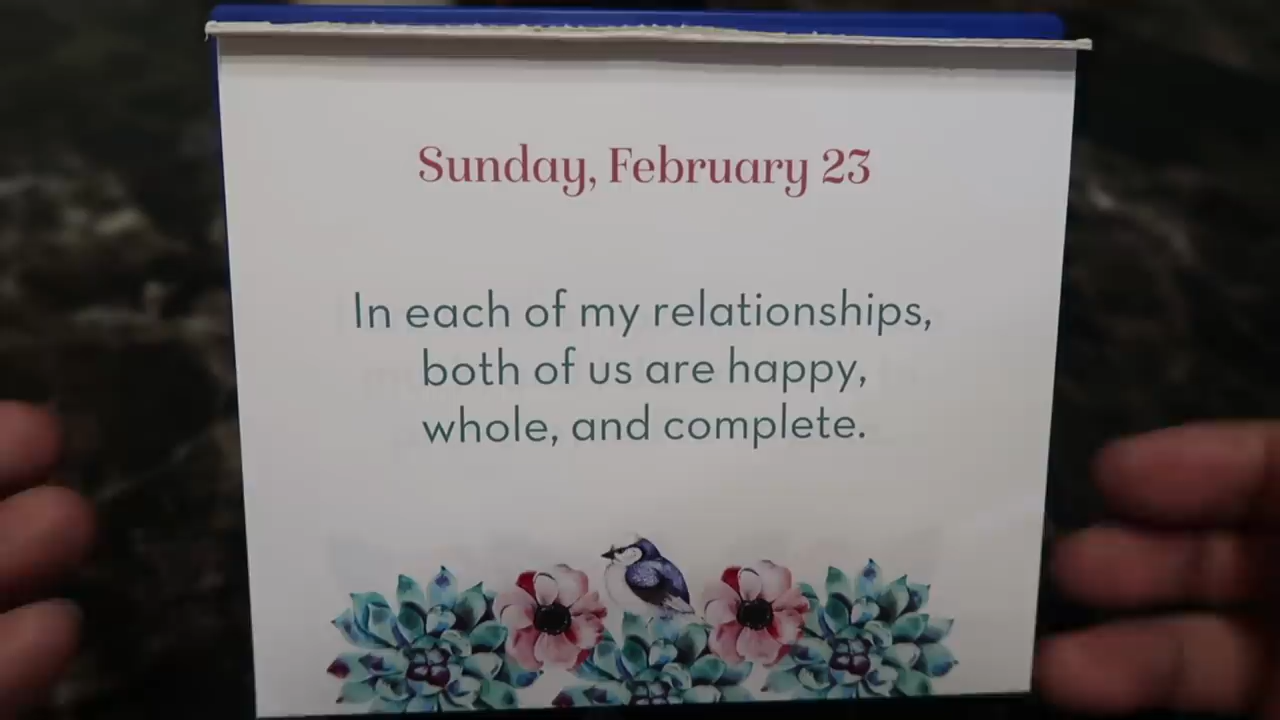 Sunday, February 23
In each of my relationships,
both of us are happy,
whole, and complete.